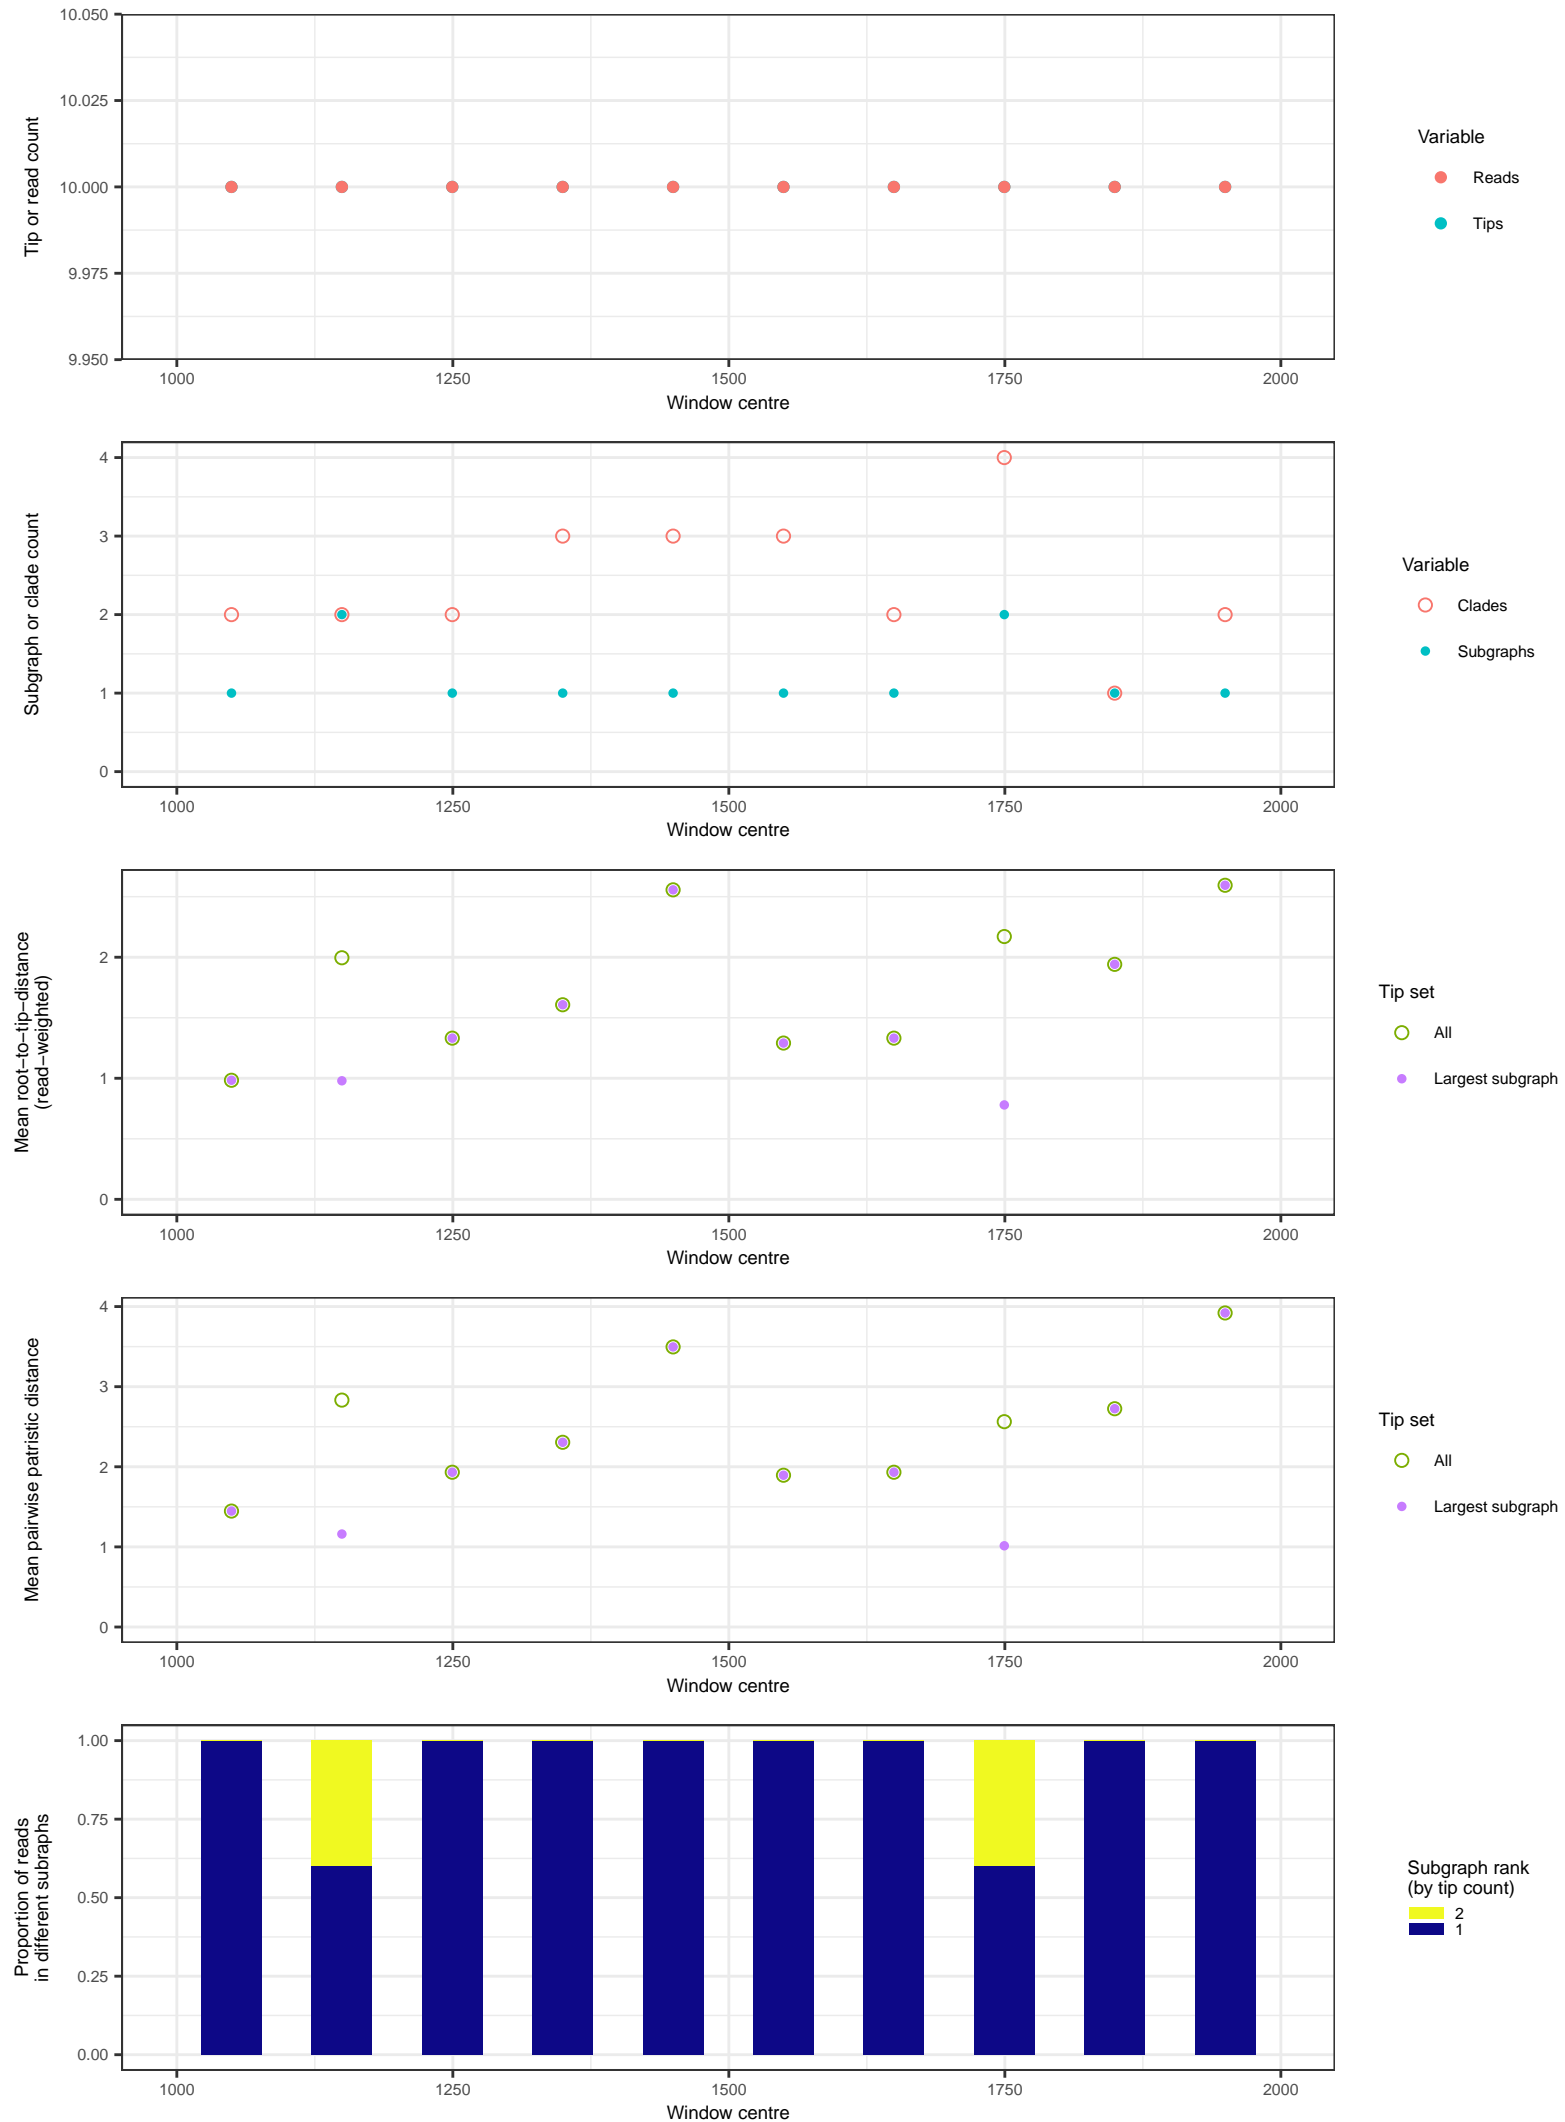 10.050
10.025
10.000
9.975
9.950
Tip or read count
1000 1250 1500 1750 2000
Window centre
Variable
Reads
Tips
4
3
2
1
0
Subgraph or clade count
1000 1250 1500 1750 2000
Window centre
Variable
Clades
Subgraphs
2
1
0
Mean root−to−tip−distance
(read−weighted)
1000 1250 1500 1750 2000
Window centre
Tip set
All
Largest subgraph
4
3
2
1
0
Mean pairwise patristic distance
1000 1250 1500 1750 2000
Window centre
Tip set
All
Largest subgraph
1.00
0.75
0.50
0.25
0.00
Proportion of reads
in different subraphs
1000 1250 1500 1750 2000
Window centre
Subgraph rank
(by tip count)
2
1